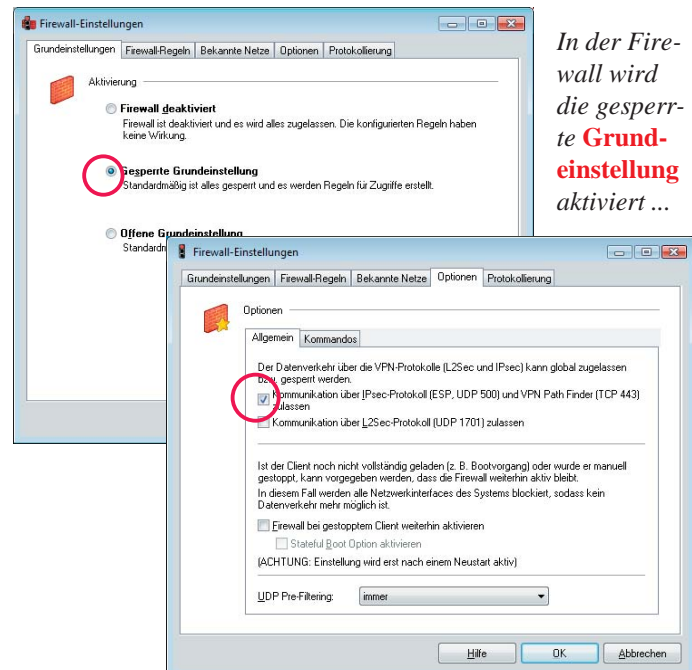 Firewall-Einstellungen
Grundeinstellungen Firewall-Regeln Bekannte Netze Optionen Protokollierung
Aktivierung
Firewall deaktiviert
Firewall ist deaktiviert und es wird alles zugelassen. Die konfigurierten Regeln haben
keine Wirkung.
Gesperrte Grundeinstellung
Standardmäßig ist alles gesperrt und es werden Regeln für Zugriffe erstellt.
Offene Grundeinstellung
In der Fire-
wall wird
die gesperr-
te Grund-
einstellung
aktiviert ...
Firewall-Einstellungen
Grundeinstellungen Firewall-Regeln Bekannte Netze Optionen Protokollierung
Optionen
Allgemein Kommandos
Der Datenverkehr über die VPN-Protokolle (L2Sec und IPsec) kann global zugelassen
bzw. gesperrt werden.
Kommunikation über IPsec-Protokoll (ESP, UDP 500) und VPN Path Finder (TCP 443)
zulassen
Kommunikation über L2Sec-Protokoll (UDP 1701) zulassen
Ist der Client noch nicht vollständig geladen (z. B. Bootvorgang) oder wurde er manuell
gestoppt, kann vorgegeben werden, dass die Firewall weiterhin aktiv bleibt.
In diesem Fall werden alle Netzwerkinterfaces des Systems blockiert, sodass kein
Datenverkehr mehr möglich ist.
Firewall bei gestopptem Client weiterhin aktivieren
Stateful Boot Option aktivieren
(ACHTUNG: Einstellung wird erst nach einem Neustart aktiv)
UDP Pre-Filtering: immer
Hilfe OK Abbrechen